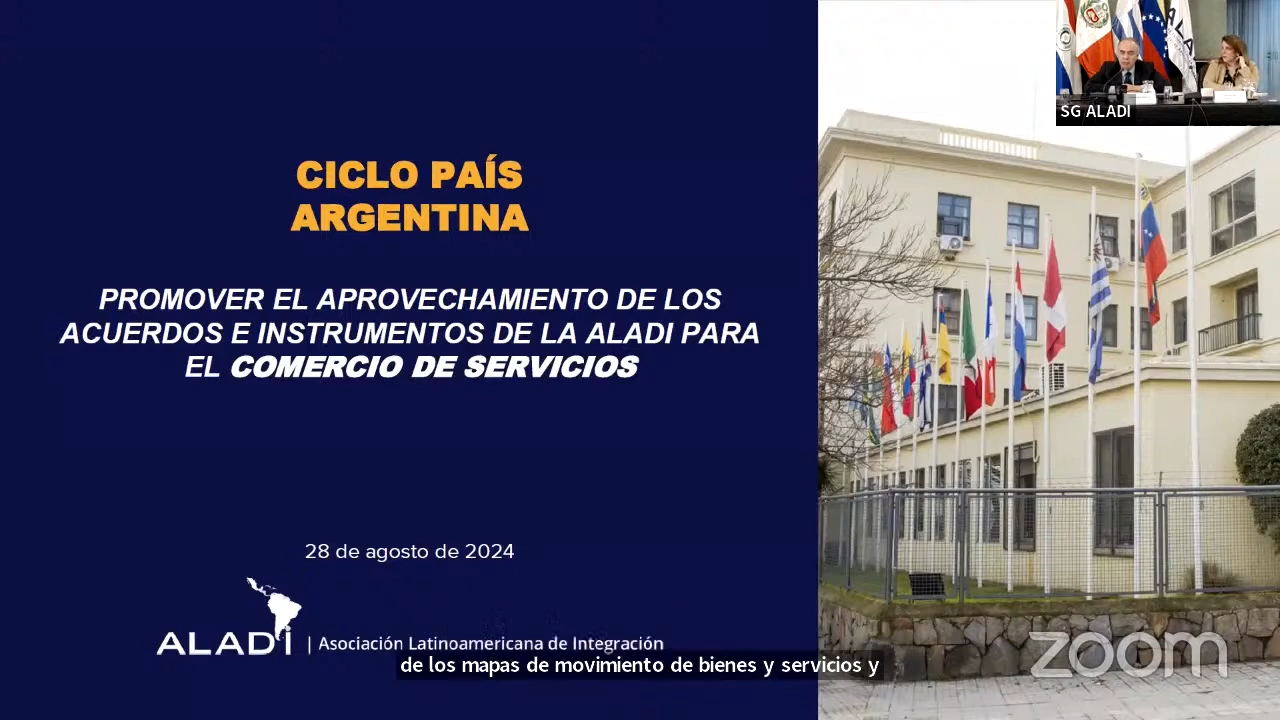 CICLO PAÍS
ARGENTINA
PROMOVER EL APROVECHAMIENTO DE LOS
ACUERDOS E INSTRUMENTOS DE LA ALADI PARA
EL COMERCIO DE SERVICIOS
28 de agosto de 2024
ALADI | Asociación Latinoamericana de Integración
de los mapas de movimiento de bienes y servicios y
SG ALADI
zoom